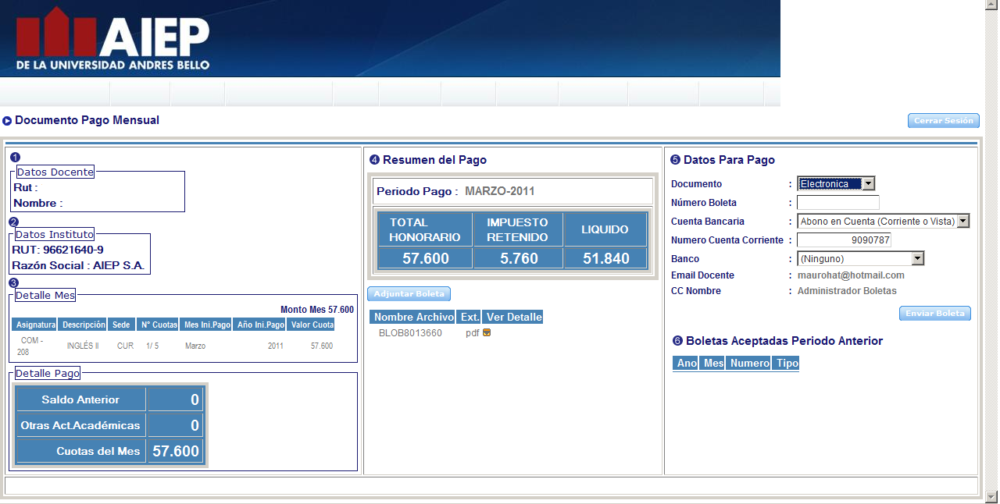 AIEP
DE LA UNIVERSIDAD ANDRES BELLO
Documento Pago Mensual
Cerrar Sesión
1
Datos Docente
Rut :
Nombre :
2
Datos Instituto
RUT: 96621640-9
Razón Social : AIEP S.A.
3
Detalle Mes
Monto Mes 57.600
Asignatura Descripción Sede N° Cuotas Mes Ini.Pago Año Ini.Pago Valor Cuota
COM - 208 INGLÉS II CUR 1/ 5 Marzo 2011 57.600
Detalle Pago
Saldo Anterior 0
Otras Act.Académicas 0
Cuotas del Mes 57.600
4 Resumen del Pago
Periodo Pago : MARZO-2011
TOTAL HONORARIO IMPUESTO RETENIDO LIQUIDO
57.600 5.760 51.840
Adjuntar Boleta
Nombre Archivo Ext. Ver Detalle
BLOB8013660 pdf
5 Datos Para Pago
Documento : Electronica
Número Boleta :
Cuenta Bancaria : Abono en Cuenta (Corriente o Vista)
Numero Cuenta Corriente : 9090787
Banco : (Ninguno)
Email Docente : maurohat@hotmail.com
CC Nombre : Administrador Boletas
Enviar Boleta
6 Boletas Aceptadas Periodo Anterior
Ano Mes Numero Tipo